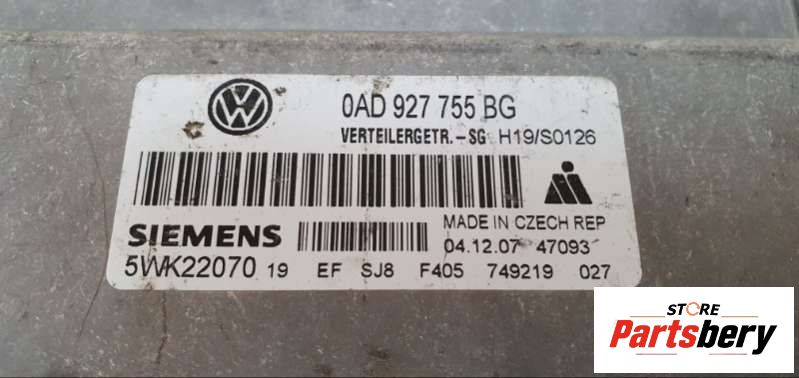 0AD 927 755 BG
VERTEILERGETR.-SG H19/S0126
SIEMENS
MADE IN CZECH REP
04.12.07 47093
5WK22070 19 EF SJ8 F405 749219 027
STORE
Partsbery